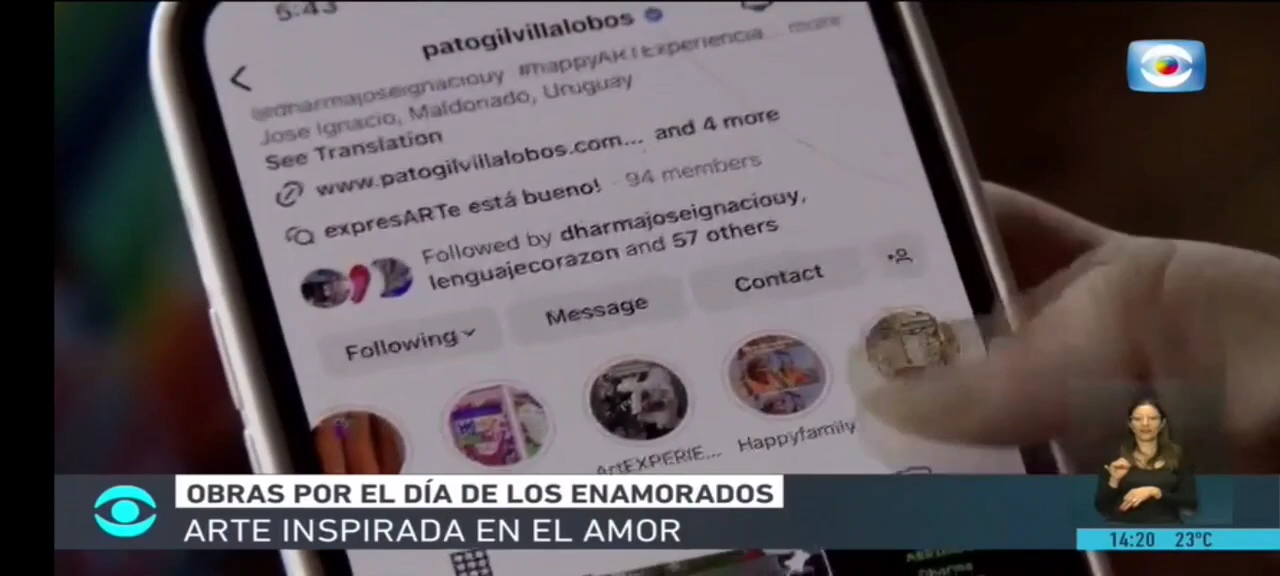 5:43
patogilvillalobos
@dharmajoseignaciouy #happyARTExperiencia... more
Jose Ignacio, Maldonado, Uruguay
See Translation
www.patogilvillalobos.com... and 4 more
expresARTe está bueno! · 94 members
Followed by dharmajoseignaciouy,
lenguajecorazon and 57 others
Following
Message
Contact
ArtEXPERIE...
Happyfamily
OBRAS POR EL DÍA DE LOS ENAMORADOS
ARTE INSPIRADA EN EL AMOR
14:20 23°C
Dharma